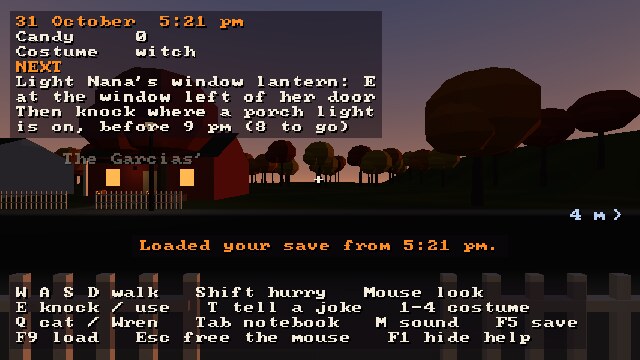 31 October 5:21 pm
Candy 0
Costume witch
NEXT
Light Nana's window lantern: E
at the window left of her door
Then knock where a porch light
is on, before 9 pm (8 to go)
The Garcias'
4 m >
Loaded your save from 5:21 pm.
W A S D walk Shift hurry Mouse look
E knock / use T tell a joke 1-4 costume
Q cat / Wren Tab notebook M sound F5 save
F9 load Esc free the mouse F1 hide help